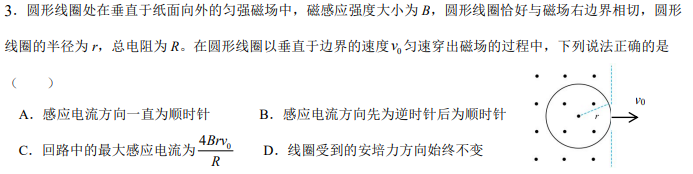 3．圆形线圈处在垂直于纸面向外的匀强磁场中，磁感应强度大小为 B，圆形线圈恰好与磁场右边界相切，圆形
线圈的半径为 r，总电阻为 R。在圆形线圈以垂直于边界的速度 v₀ 匀速穿出磁场的过程中，下列说法正确的是
（　　）
A．感应电流方向一直为顺时针　　B．感应电流方向先为逆时针后为顺时针
C．回路中的最大感应电流为 4Brv₀/R　　D．线圈受到的安培力方向始终不变
r
v₀